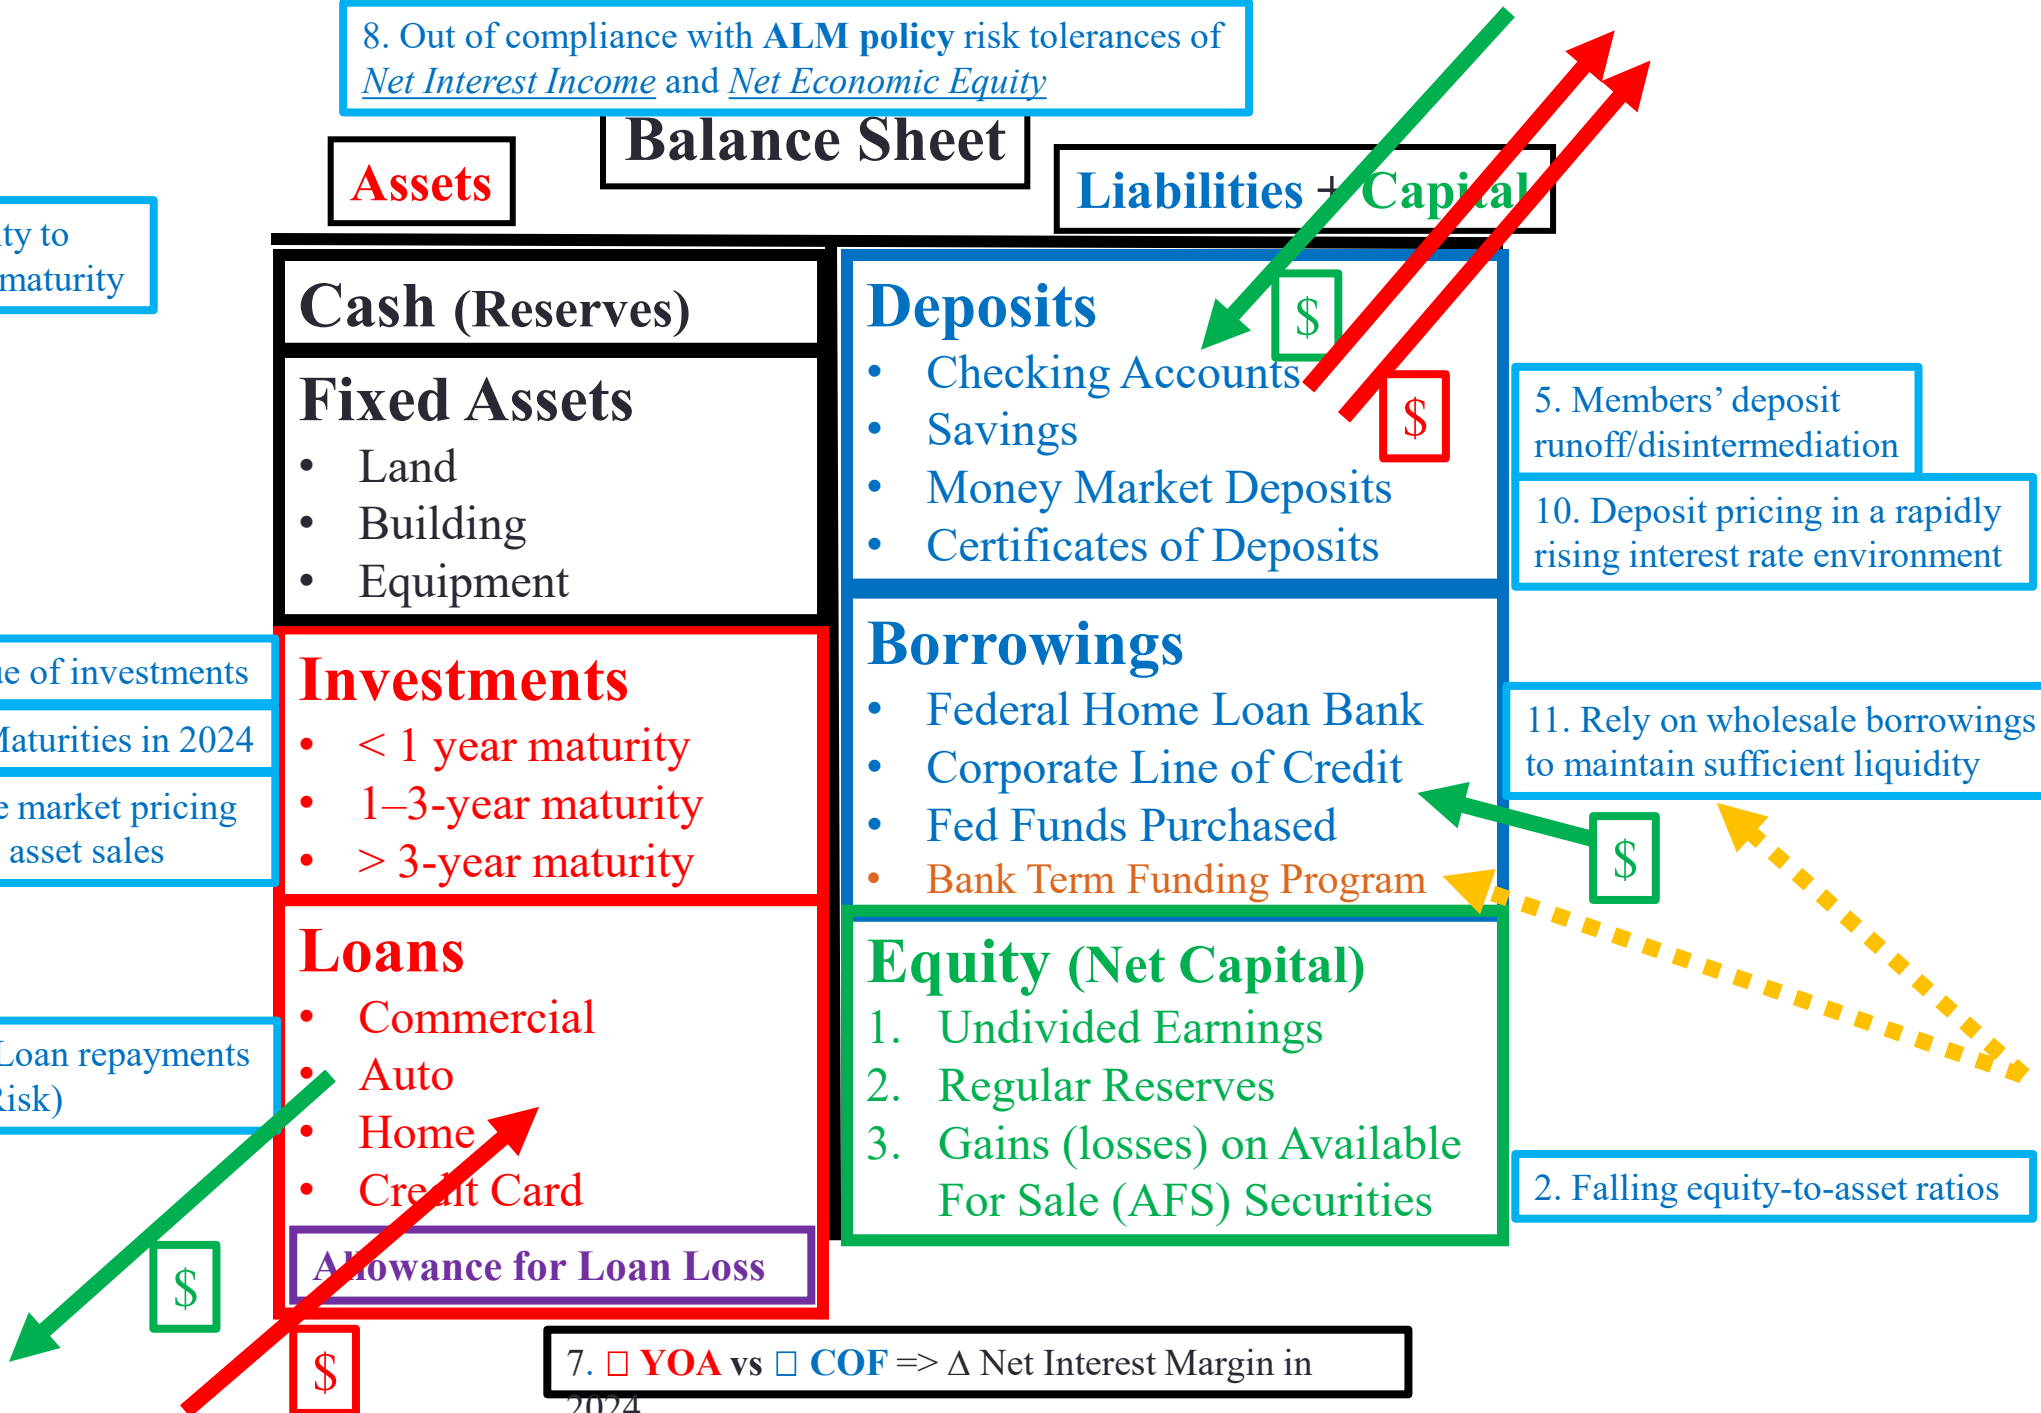 8. Out of compliance with ALM policy risk tolerances of
Net Interest Income and Net Economic Equity
Balance Sheet
Assets
Liabilities + Capital
ty to
maturity
Cash (Reserves)
Fixed Assets
• Land
• Building
• Equipment
ue of investments
Maturities in 2024
e market pricing
asset sales
Investments
• < 1 year maturity
• 1–3-year maturity
• > 3-year maturity
Loans
• Commercial
• Auto
• Home
• Credit Card
Allowance for Loan Loss
Loan repayments
Risk)
$
$
Deposits
• Checking Accounts
• Savings
• Money Market Deposits
• Certificates of Deposits
$
$
5. Members’ deposit
runoff/disintermediation
10. Deposit pricing in a rapidly
rising interest rate environment
Borrowings
• Federal Home Loan Bank
• Corporate Line of Credit
• Fed Funds Purchased
• Bank Term Funding Program
11. Rely on wholesale borrowings
to maintain sufficient liquidity
$
Equity (Net Capital)
1. Undivided Earnings
2. Regular Reserves
3. Gains (losses) on Available
For Sale (AFS) Securities
2. Falling equity-to-asset ratios
7. □ YOA vs □ COF => Δ Net Interest Margin in
2024